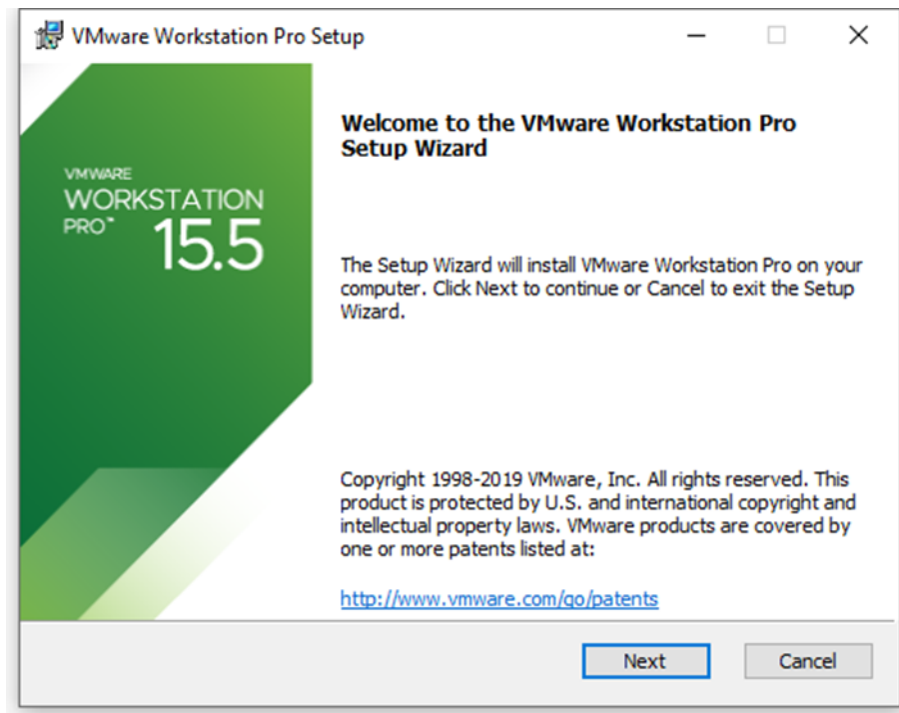 VMware Workstation Pro Setup
VMWARE
WORKSTATION
PRO™
15.5
Welcome to the VMware Workstation Pro
Setup Wizard
The Setup Wizard will install VMware Workstation Pro on your
computer. Click Next to continue or Cancel to exit the Setup
Wizard.
Copyright 1998-2019 VMware, Inc. All rights reserved. This
product is protected by U.S. and international copyright and
intellectual property laws. VMware products are covered by
one or more patents listed at:
http://www.vmware.com/go/patents
Next
Cancel